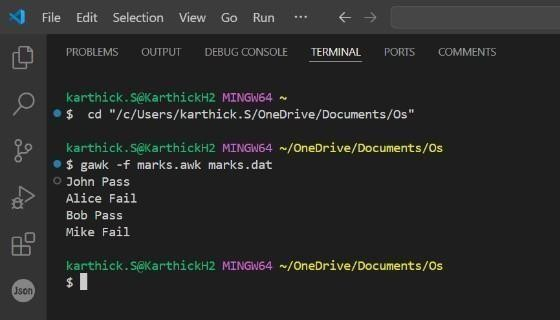 File Edit Selection View Go Run ··· ← →
PROBLEMS OUTPUT DEBUG CONSOLE TERMINAL PORTS COMMENTS
karthick.S@KarthickH2 MINGW64 ~
$  cd "/c/Users/karthick.S/OneDrive/Documents/Os"
karthick.S@KarthickH2 MINGW64 ~/OneDrive/Documents/Os
$ gawk -f marks.awk marks.dat
John Pass
Alice Fail
Bob Pass
Mike Fail
karthick.S@KarthickH2 MINGW64 ~/OneDrive/Documents/Os
$
Json